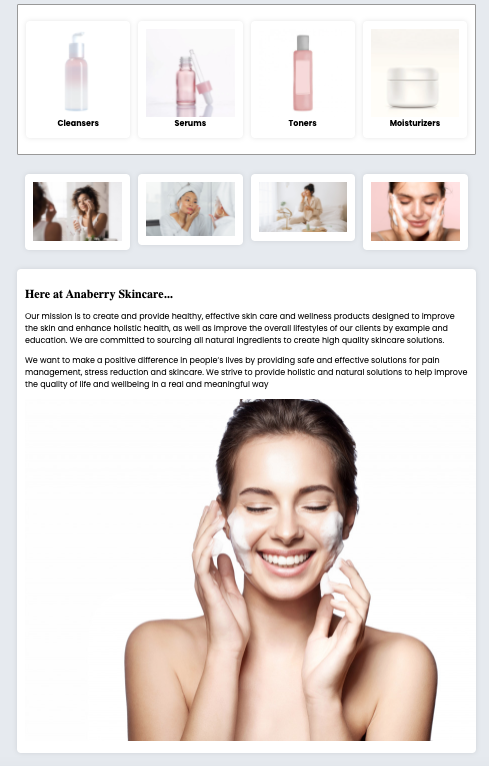 Cleansers
Serums
Toners
Moisturizers
Here at Anaberry Skincare...
Our mission is to create and provide healthy, effective skin care and wellness products designed to improve
the skin and enhance holistic health, as well as improve the overall lifestyles of our clients by example and
education. We are committed to sourcing all natural ingredients to create high quality skincare solutions.
We want to make a positive difference in people's lives by providing safe and effective solutions for pain
management, stress reduction and skincare. We strive to provide holistic and natural solutions to help improve
the quality of life and wellbeing in a real and meaningful way